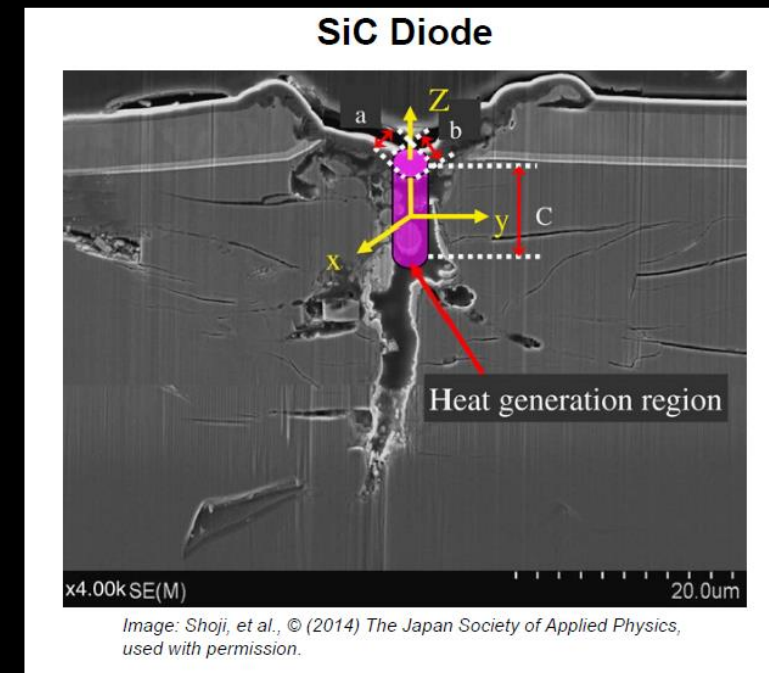 SiC Diode
Z
a
b
C
y
x
Heat generation region
x4.00k SE(M)
20.0um
Image: Shoji, et al., © (2014) The Japan Society of Applied Physics,
used with permission.